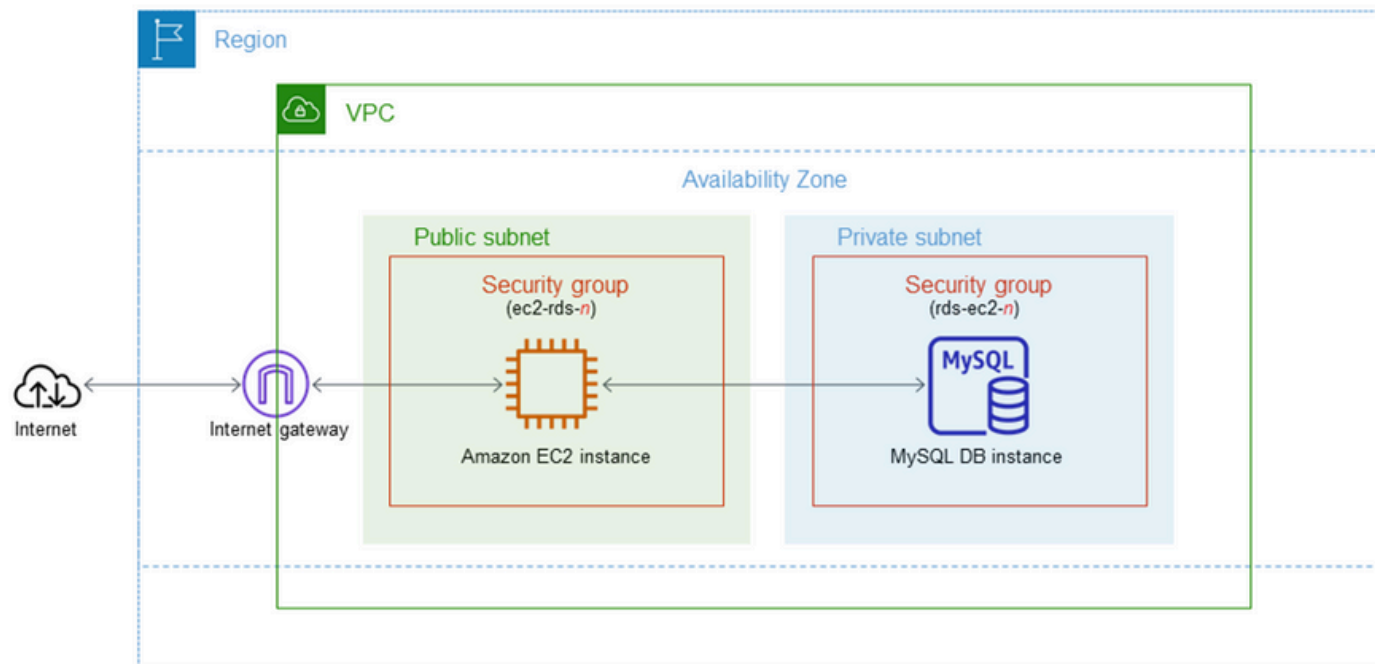 Region
VPC
Availability Zone
Public subnet
Private subnet
Security group
(ec2-rds-n)
Security group
(rds-ec2-n)
MySQL
Internet
Internet gateway
Amazon EC2 instance
MySQL DB instance